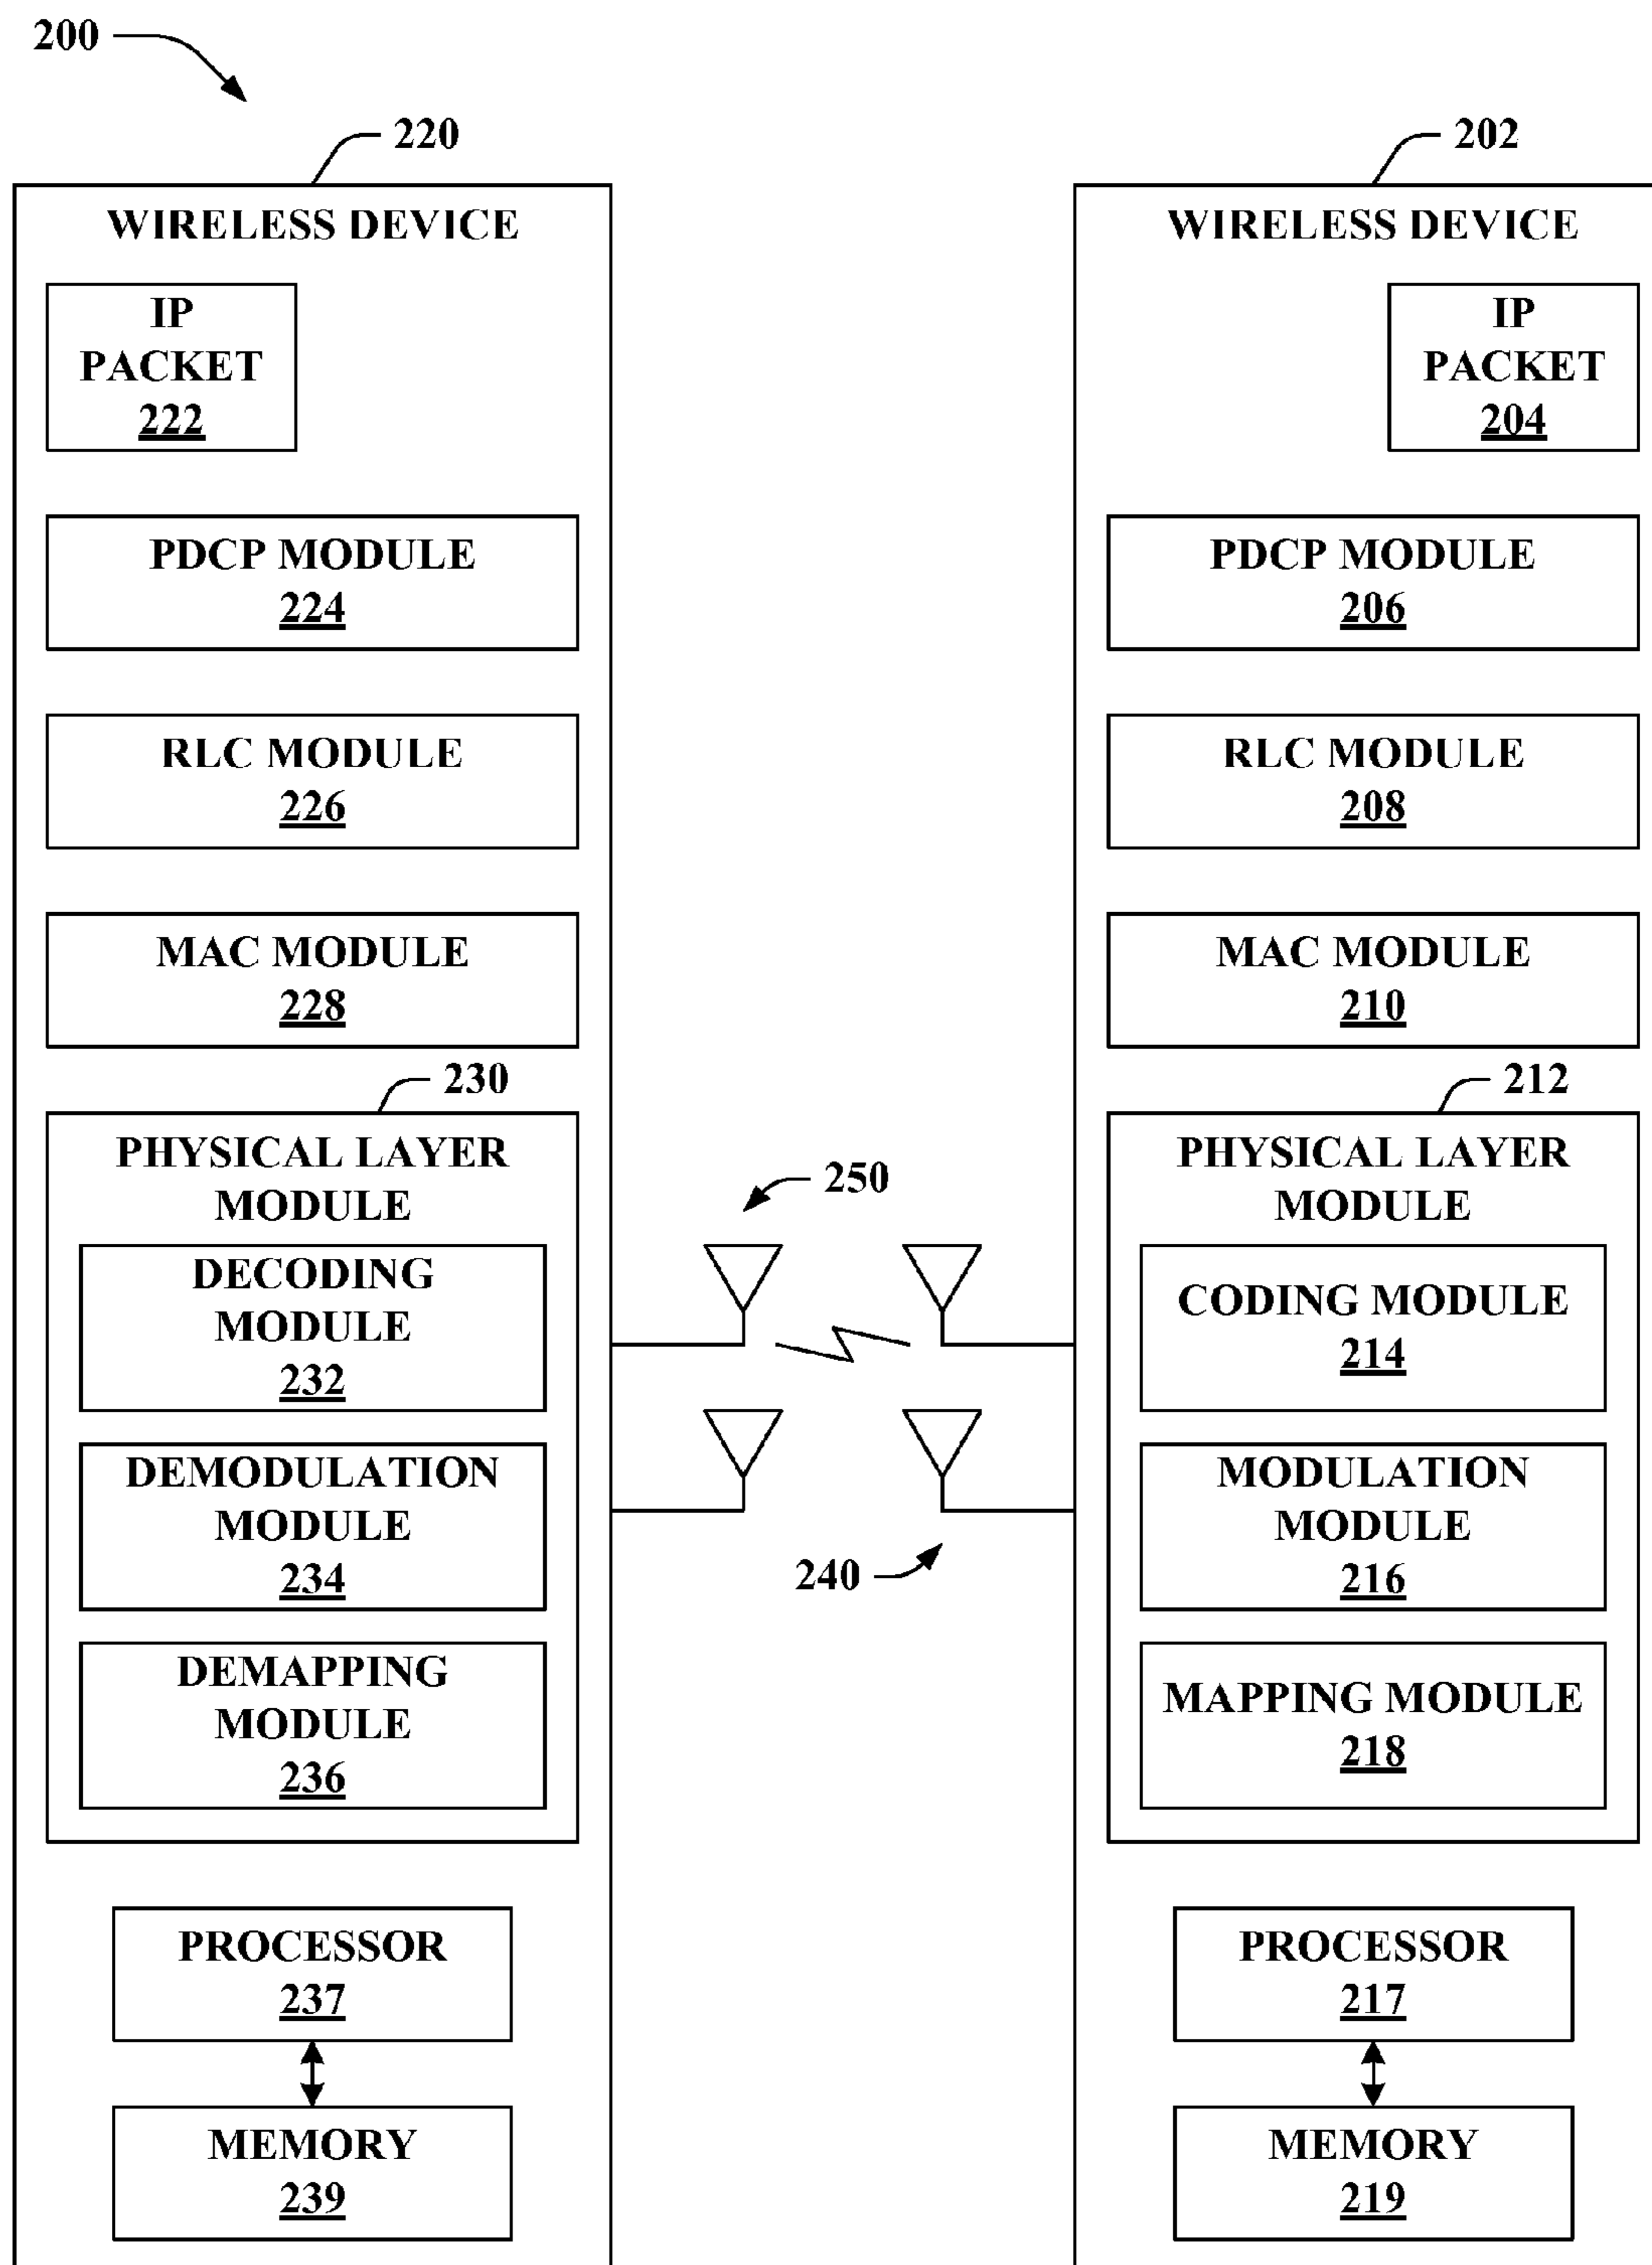 200
220
WIRELESS DEVICE
IP
PACKET
222
PDCP MODULE
224
RLC MODULE
226
MAC MODULE
228
230
PHYSICAL LAYER
MODULE
DECODING
MODULE
232
DEMODULATION
MODULE
234
DEMAPPING
MODULE
236
PROCESSOR
237
MEMORY
239
250
240
202
WIRELESS DEVICE
IP
PACKET
204
PDCP MODULE
206
RLC MODULE
208
MAC MODULE
210
212
PHYSICAL LAYER
MODULE
CODING MODULE
214
MODULATION
MODULE
216
MAPPING MODULE
218
PROCESSOR
217
MEMORY
219